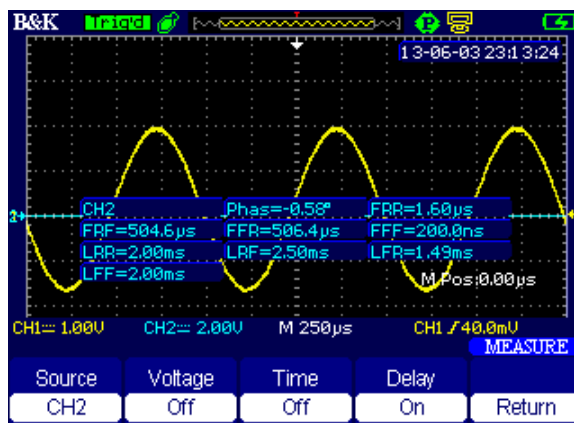 B&K Trig'd P
13-06-03 23:13:24
CH2 Phas=-0.58° FRR=1.60µs
FRF=504.6µs FFR=506.4µs FFF=200.0ns
LRR=2.00ms LRF=2.50ms LFR=1.49ms
LFF=2.00ms
M Pos:0.00µs
CH1 1.00V CH2 2.00V M 250µs CH1 40.0mV
MEASURE
Source Voltage Time Delay
CH2 Off Off On Return